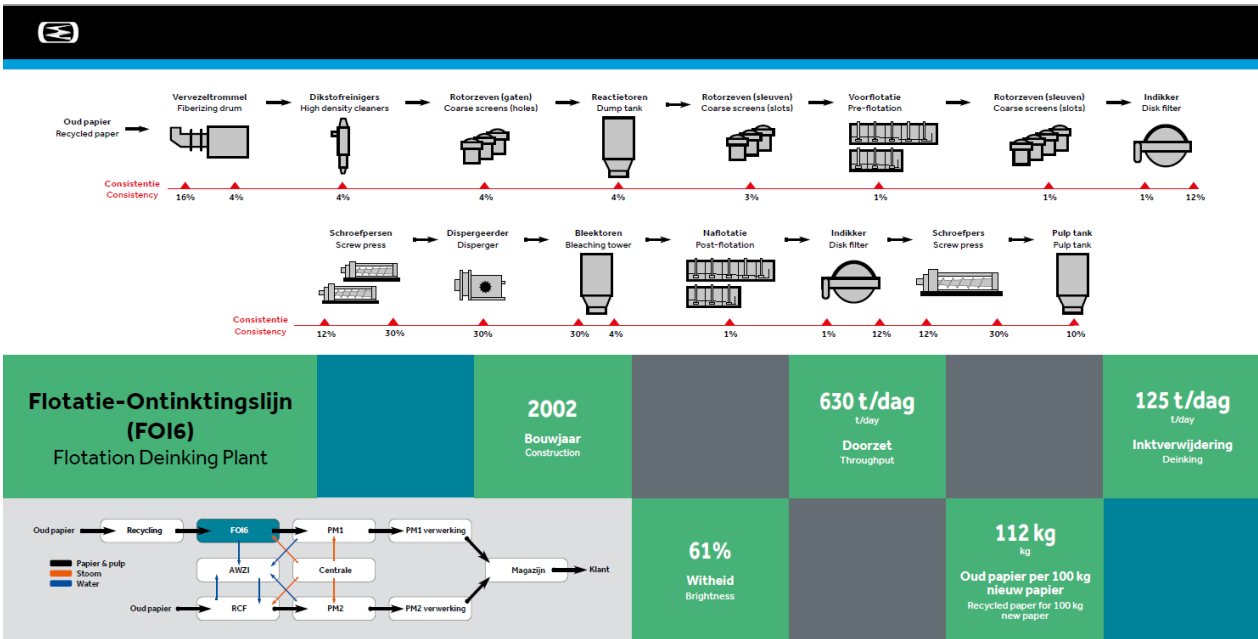 Vervezeltrommel
Fiberizing drum
Dikstofreinigers
High density cleaners
Rotorzeven (gaten)
Coarse screens (holes)
Reactietoren
Dump tank
Rotorzeven (sleuven)
Coarse screens (slots)
Voorflotatie
Pre-flotation
Rotorzeven (sleuven)
Coarse screens (slots)
Indikker
Disk filter
Oud papier
Recycled paper
Consistentie
Consistency
16% 4% 4% 4% 4% 3% 1% 1% 1% 12%
Schroefpersen
Screw press
Dispergeerder
Disperger
Bleektoren
Bleaching tower
Naflotatie
Post-flotation
Indikker
Disk filter
Schroefpers
Screw press
Pulp tank
Pulp tank
Consistentie
Consistency
12% 30% 30% 30% 4% 1% 1% 12% 12% 30% 10%
Flotatie-Ontinktingslijn
(FOI6)
Flotation Deinking Plant
2002
Bouwjaar
Construction
630 t/dag
t/day
Doorzet
Throughput
125 t/dag
t/day
Inktverwijdering
Deinking
Oud papier Recycling FOI6 PM1 PM1 verwerking
Papier & pulp
Stoom
Water
AWZI Centrale Magazijn Klant
Oud papier RCF PM2 PM2 verwerking
61%
Witheid
Brightness
112 kg
kg
Oud papier per 100 kg
nieuw papier
Recycled paper for 100 kg
new paper